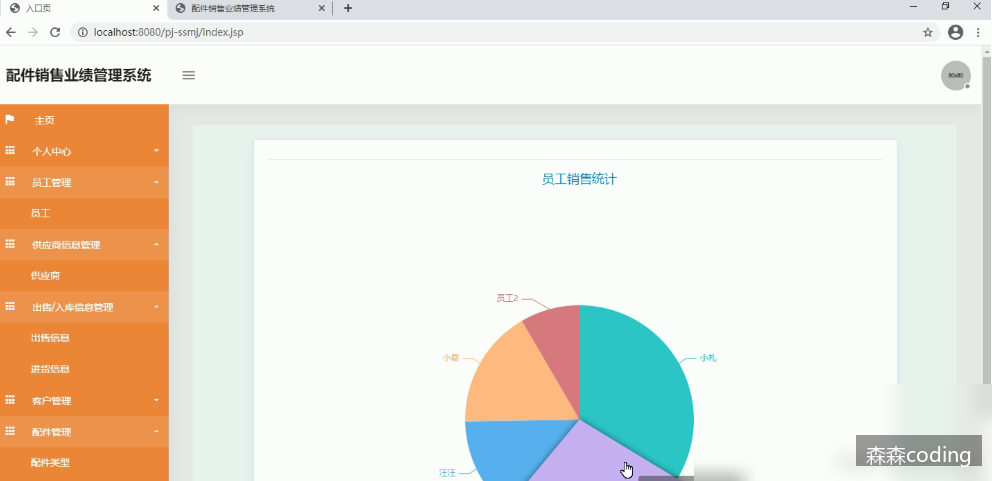 入口页
配件销售业绩管理系统
localhost:8080/pj-ssmj/index.jsp
配件销售业绩管理系统
主页
个人中心
员工管理
员工
供应商信息管理
供应商
出售/入库信息管理
出售信息
进货信息
客户管理
配件管理
配件类型
员工销售统计
员工2
小夏
小札
汪汪
森森coding